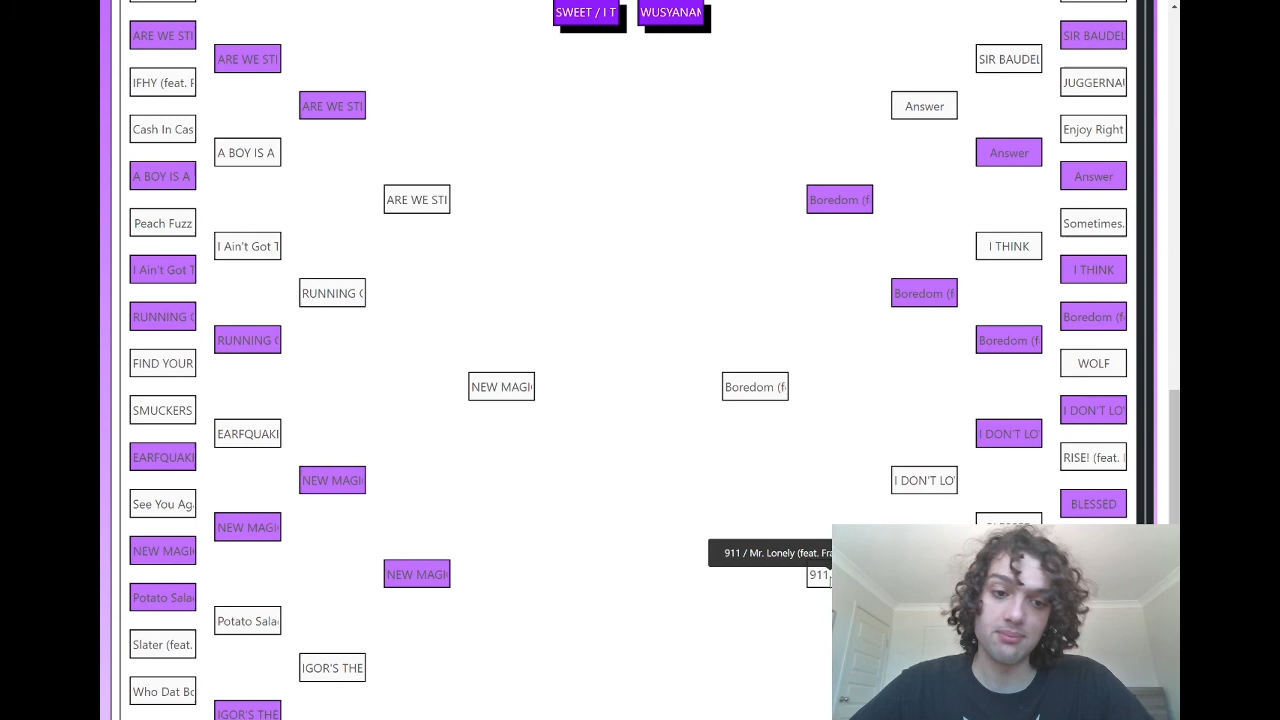 SWEET / I T
WUSYANAM
ARE WE STI
SIR BAUDEL
ARE WE STI
SIR BAUDEL
IFHY (feat. F
JUGGERNAU
ARE WE STI
Answer
Cash In Cas
Enjoy Right
A BOY IS A
Answer
A BOY IS A
Answer
ARE WE STI
Boredom (f
Peach Fuzz
Sometimes.
I Ain't Got T
I THINK
I Ain't Got T
I THINK
RUNNING O
Boredom (f
RUNNING O
Boredom (f
RUNNING O
Boredom (f
FIND YOUR
WOLF
NEW MAGI
Boredom (f
SMUCKERS
I DON'T LO
EARFQUAKE
I DON'T LO
EARFQUAKE
RISE! (feat.
NEW MAGI
I DON'T LO
See You Ag
BLESSED
NEW MAGI
BLESSED
NEW MAGI
911 / Mr. Lonely (feat. Fra
NEW MAGI
911
Potato Sala
Potato Sala
Slater (feat.
IGOR'S THE
Who Dat Bo
IGOR'S THE